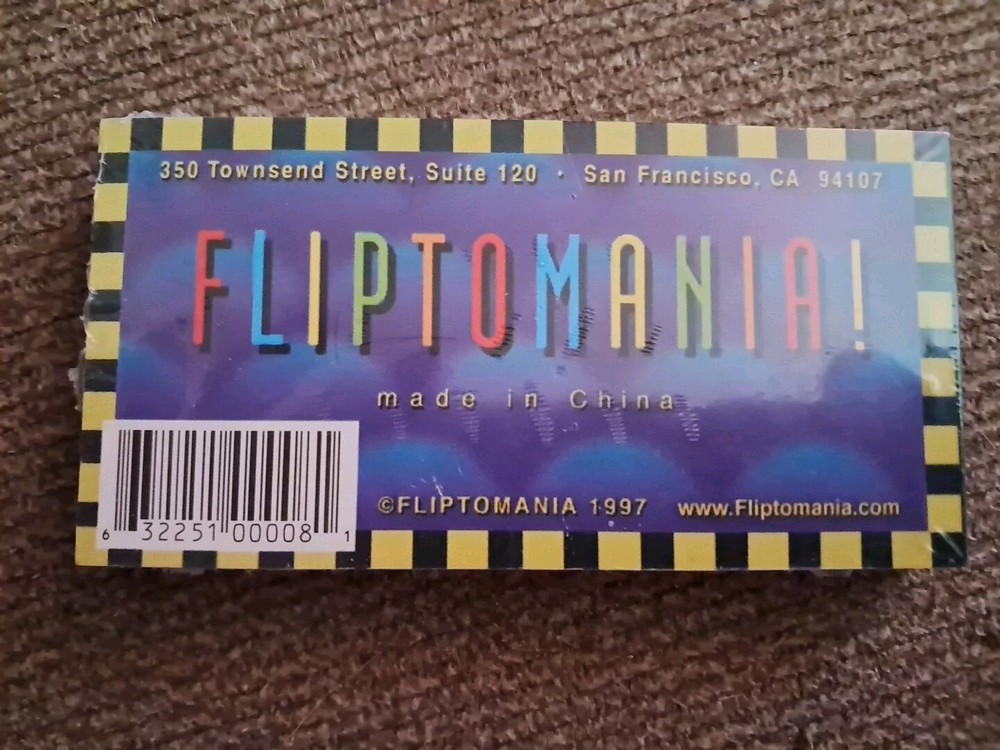 350 Townsend Street, Suite 120 · San Francisco, CA 94107
FLIPTOMANIA!
made in China
©FLIPTOMANIA 1997 www.Fliptomania.com
6 32251 00008 1